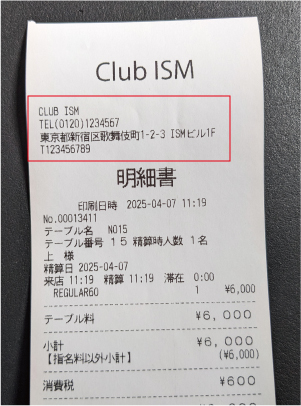 Club ISM
CLUB ISM
TEL(0120)1234567
東京都新宿区歌舞伎町1-2-3 ISMビル1F
T123456789
明細書
印刷日時 2025-04-07 11:19
No.00013411
テーブル名 N015
テーブル番号 15 精算時人数 1名
上 様
精算日 2025-04-07
来店 11:19 精算 11:19 滞在 0:00
REGULAR60 1 ¥6,000
テーブル料 ¥6,000
小計 ¥6,000
【指名料以外小計】 (¥6,000)
消費税 ¥600